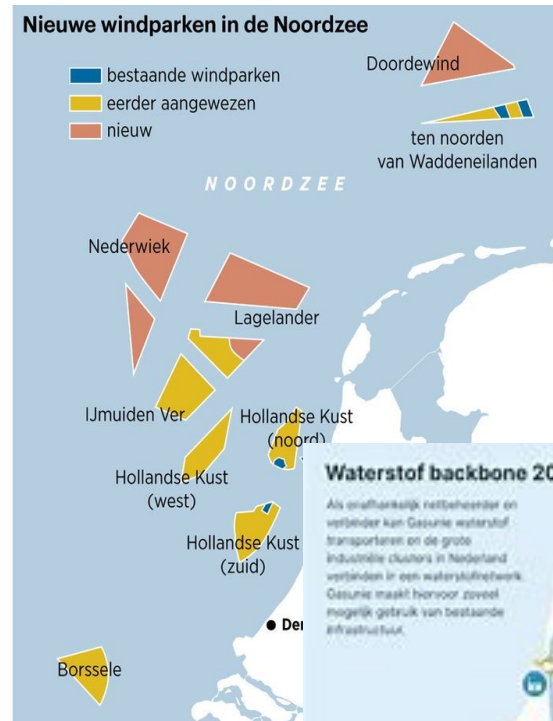 Nieuwe windparken in de Noordzee
bestaande windparken
eerder aangewezen
nieuw
Doordewind
ten noorden
van Waddeneilanden
NOORDZEE
Nederwiek
Lagelander
IJmuiden Ver
Hollandse Kust
(noord)
Hollandse Kust
(west)
Hollandse Kust
(zuid)
Borssele
Waterstof backbone 20
Als onafhankelijk netbeheerder en
verbinder kan Gasunie waterstof
transporteren en de grote
industriële clusters in Nederland
verbinden in een waterstofnetwerk.
Gasunie maakt hiervoor zoveel
mogelijk gebruik van bestaande
infrastructuur.